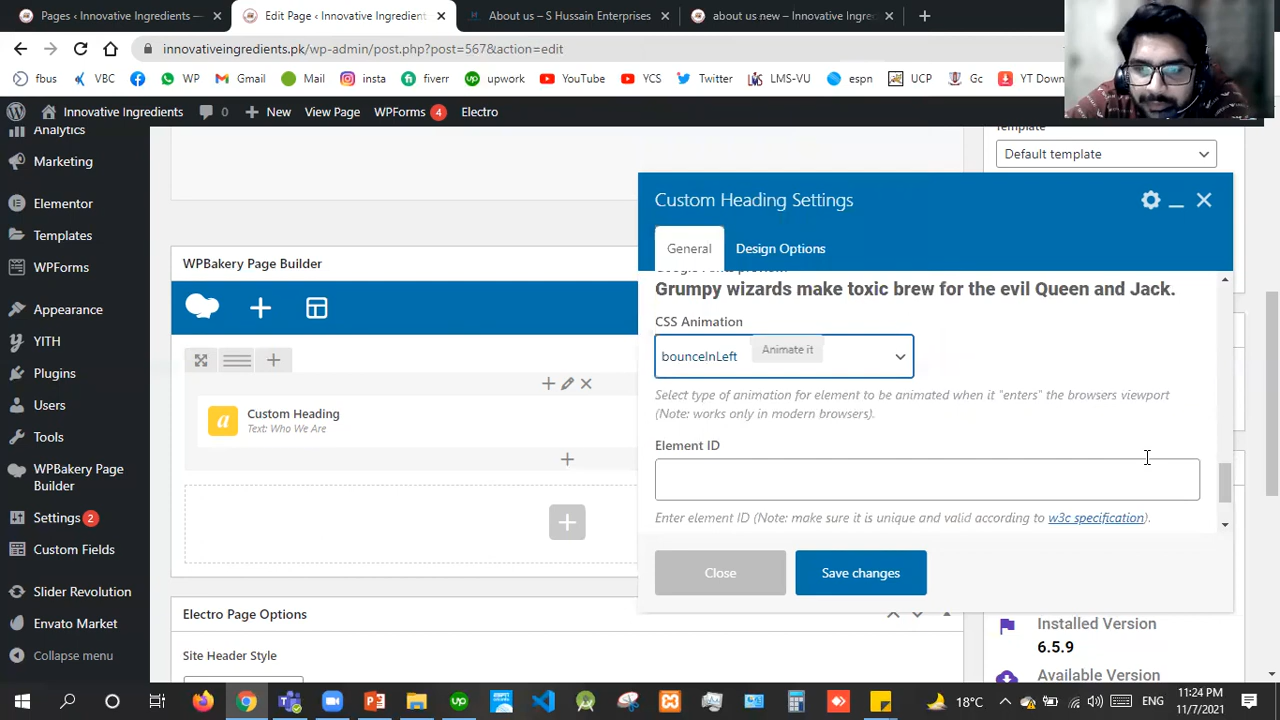 Pages ‹ Innovative Ingredients —
Edit Page ‹ Innovative Ingredient
About us – S Hussain Enterprises
about us new – Innovative Ingre
innovativeingredients.pk/wp-admin/post.php?post=567&action=edit
fbus
VBC
WP
Gmail
Mail
insta
fiverr
upwork
YouTube
YCS
Twitter
LMS-VU
espn
UCP
Gc
YT Down
Innovative Ingredients
0
New
View Page
WPForms
4
Electro
Analytics
Marketing
Elementor
Templates
WPForms
Appearance
YITH
Plugins
Users
Tools
WPBakery Page
Builder
Settings
2
Custom Fields
Slider Revolution
Envato Market
Collapse menu
Template
Default template
WPBakery Page Builder
Custom Heading
Text: Who We Are
Custom Heading Settings
General
Design Options
Google Fonts preview
Grumpy wizards make toxic brew for the evil Queen and Jack.
CSS Animation
bounceInLeft
Animate it
Select type of animation for element to be animated when it "enters" the browsers viewport
(Note: works only in modern browsers).
Element ID
Enter element ID (Note: make sure it is unique and valid according to w3c specification).
Close
Save changes
Electro Page Options
Site Header Style
Installed Version
6.5.9
Available Version
18°C
ENG
11:24 PM
11/7/2021